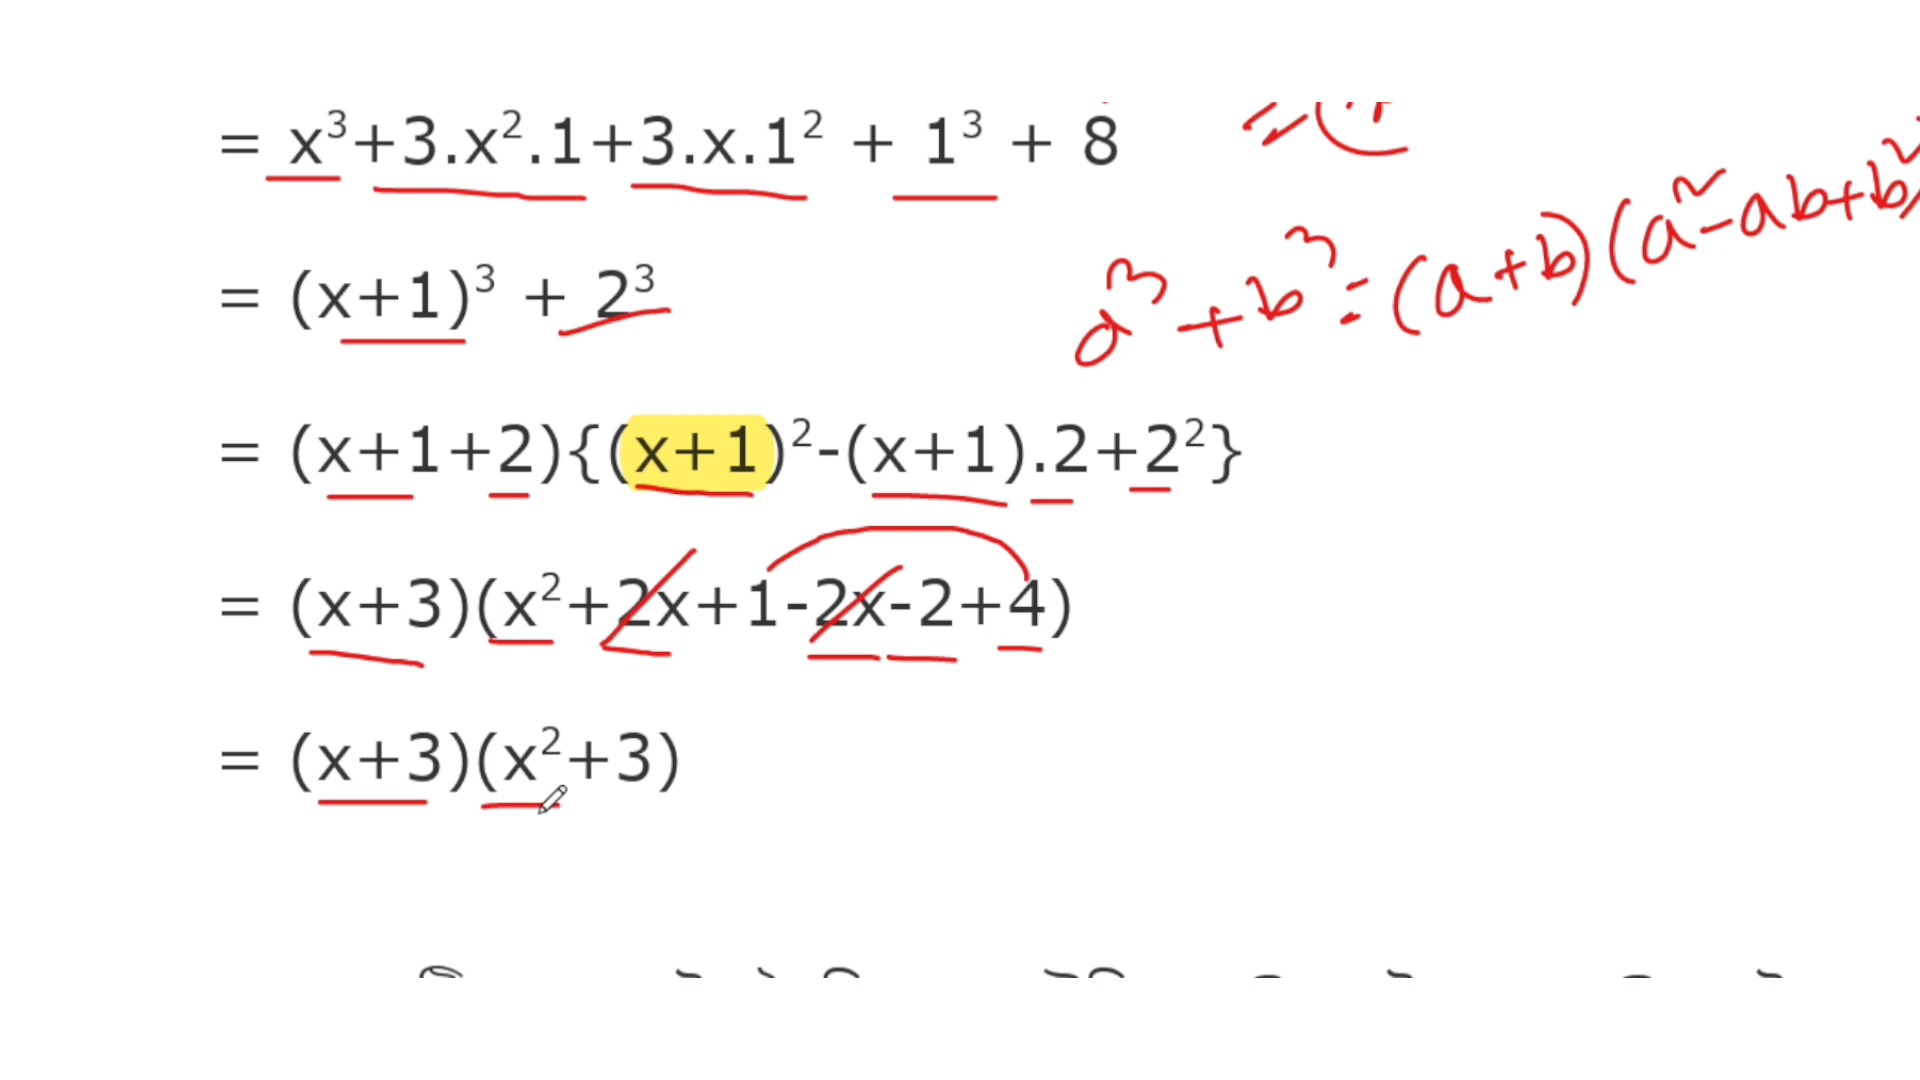 = x³+3.x².1+3.x.1² + 1³ + 8
= (x+1)³ + 2³
a³+b³=(a+b)(a²-ab+b²
= (x+1+2){(x+1)²-(x+1).2+2²}
= (x+3)(x²+2x+1-2x-2+4)
= (x+3)(x²+3)